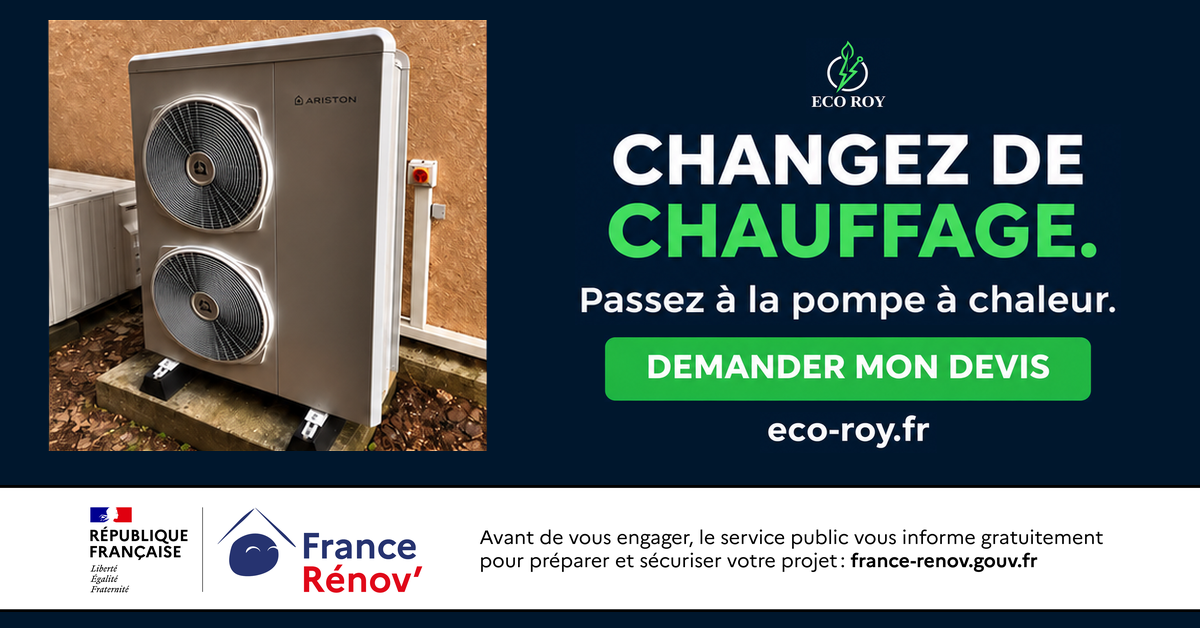 ARISTON
ECO ROY
CHANGEZ DE
CHAUFFAGE.
Passez à la pompe à chaleur.
DEMANDER MON DEVIS
eco-roy.fr
RÉPUBLIQUE
FRANÇAISE
Liberté
Égalité
Fraternité
France
Rénov’
Avant de vous engager, le service public vous informe gratuitement
pour préparer et sécuriser votre projet : france-renov.gouv.fr